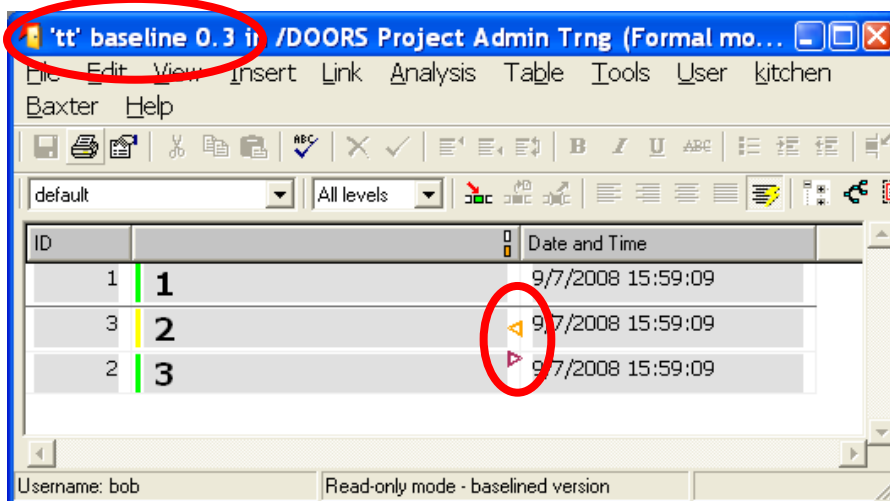 'tt' baseline 0.3 in /DOORS Project Admin Trng (Formal mo...
File Edit View Insert Link Analysis Table Tools User kitchen
Baxter Help
ABC B I U ABC
default All levels
ID Date and Time
1 1 9/7/2008 15:59:09
3 2 9/7/2008 15:59:09
2 3 9/7/2008 15:59:09
Username: bob Read-only mode - baselined version